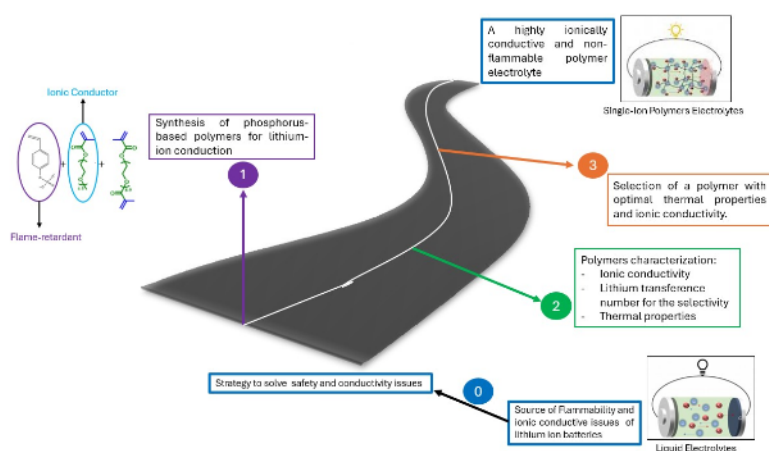 A highly ionically
conductive and non-
flammable polymer
electrolyte
Single-Ion Polymers Electrolytes
Ionic Conductor
Synthesis of phosphorus-
based polymers for lithium-
ion conduction
1
Flame-retardant
3
Selection of a polymer with
optimal thermal properties
and ionic conductivity.
Polymers characterization:
- Ionic conductivity
- Lithium transference
number for the selectivity
- Thermal properties
2
Strategy to solve safety and conductivity issues
0
Source of Flammability and
ionic conductive issues of
lithium ion batteries
Liquid Electrolytes